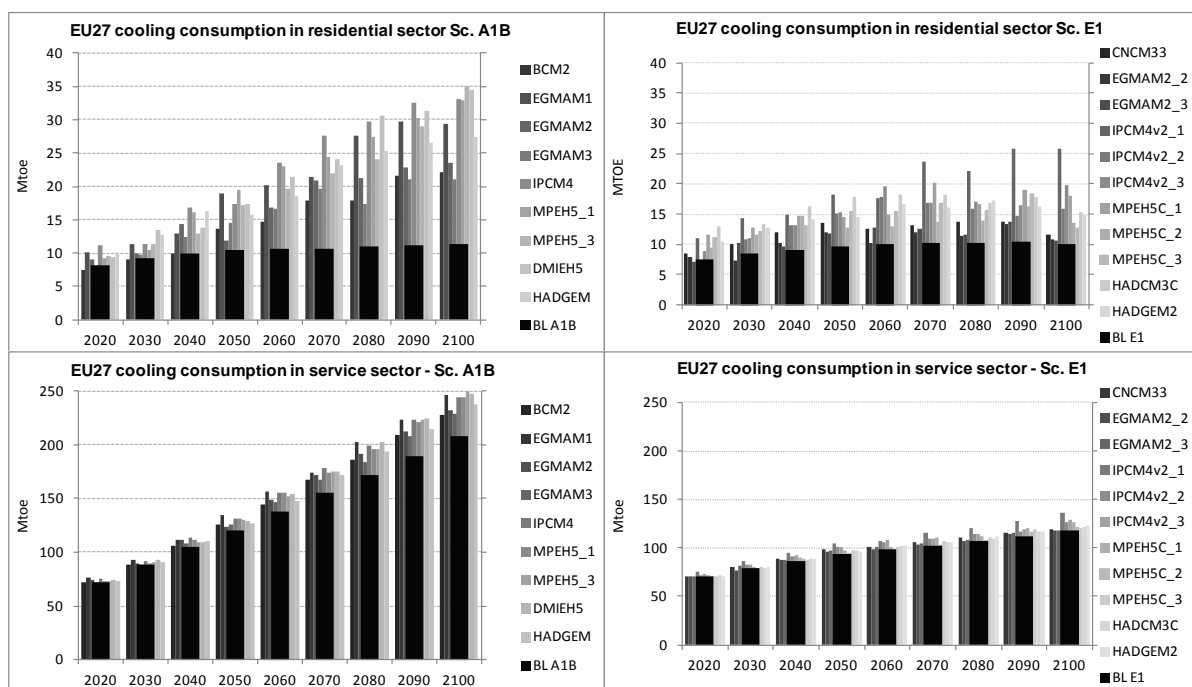 EU27 cooling consumption in residential sector Sc. A1B
Mtoe
40
35
30
25
20
15
10
5
0
2020 2030 2040 2050 2060 2070 2080 2090 2100
BCM2
EGMAM1
EGMAM2
EGMAM3
IPCM4
MPEH5_1
MPEH5_3
DMIEH5
HADGEM
BL A1B
EU27 cooling consumption in residential sector Sc. E1
MTOE
40
35
30
25
20
15
10
5
0
2020 2030 2040 2050 2060 2070 2080 2090 2100
CNCM33
EGMAM2_2
EGMAM2_3
IPCM4v2_1
IPCM4v2_2
IPCM4v2_3
MPEH5C_1
MPEH5C_2
MPEH5C_3
HADCM3C
HADGEM2
BL E1
EU27 cooling consumption in service sector - Sc. A1B
Mtoe
250
200
150
100
50
0
2020 2030 2040 2050 2060 2070 2080 2090 2100
BCM2
EGMAM1
EGMAM2
EGMAM3
IPCM4
MPEH5_1
MPEH5_3
DMIEH5
HADGEM
BL A1B
EU27 cooling consumption in service sector - Sc. E1
Mtoe
250
200
150
100
50
0
2020 2030 2040 2050 2060 2070 2080 2090 2100
CNCM33
EGMAM2_2
EGMAM2_3
IPCM4v2_1
IPCM4v2_2
IPCM4v2_3
MPEH5C_1
MPEH5C_2
MPEH5C_3
HADCM3C
HADGEM2
BL E1